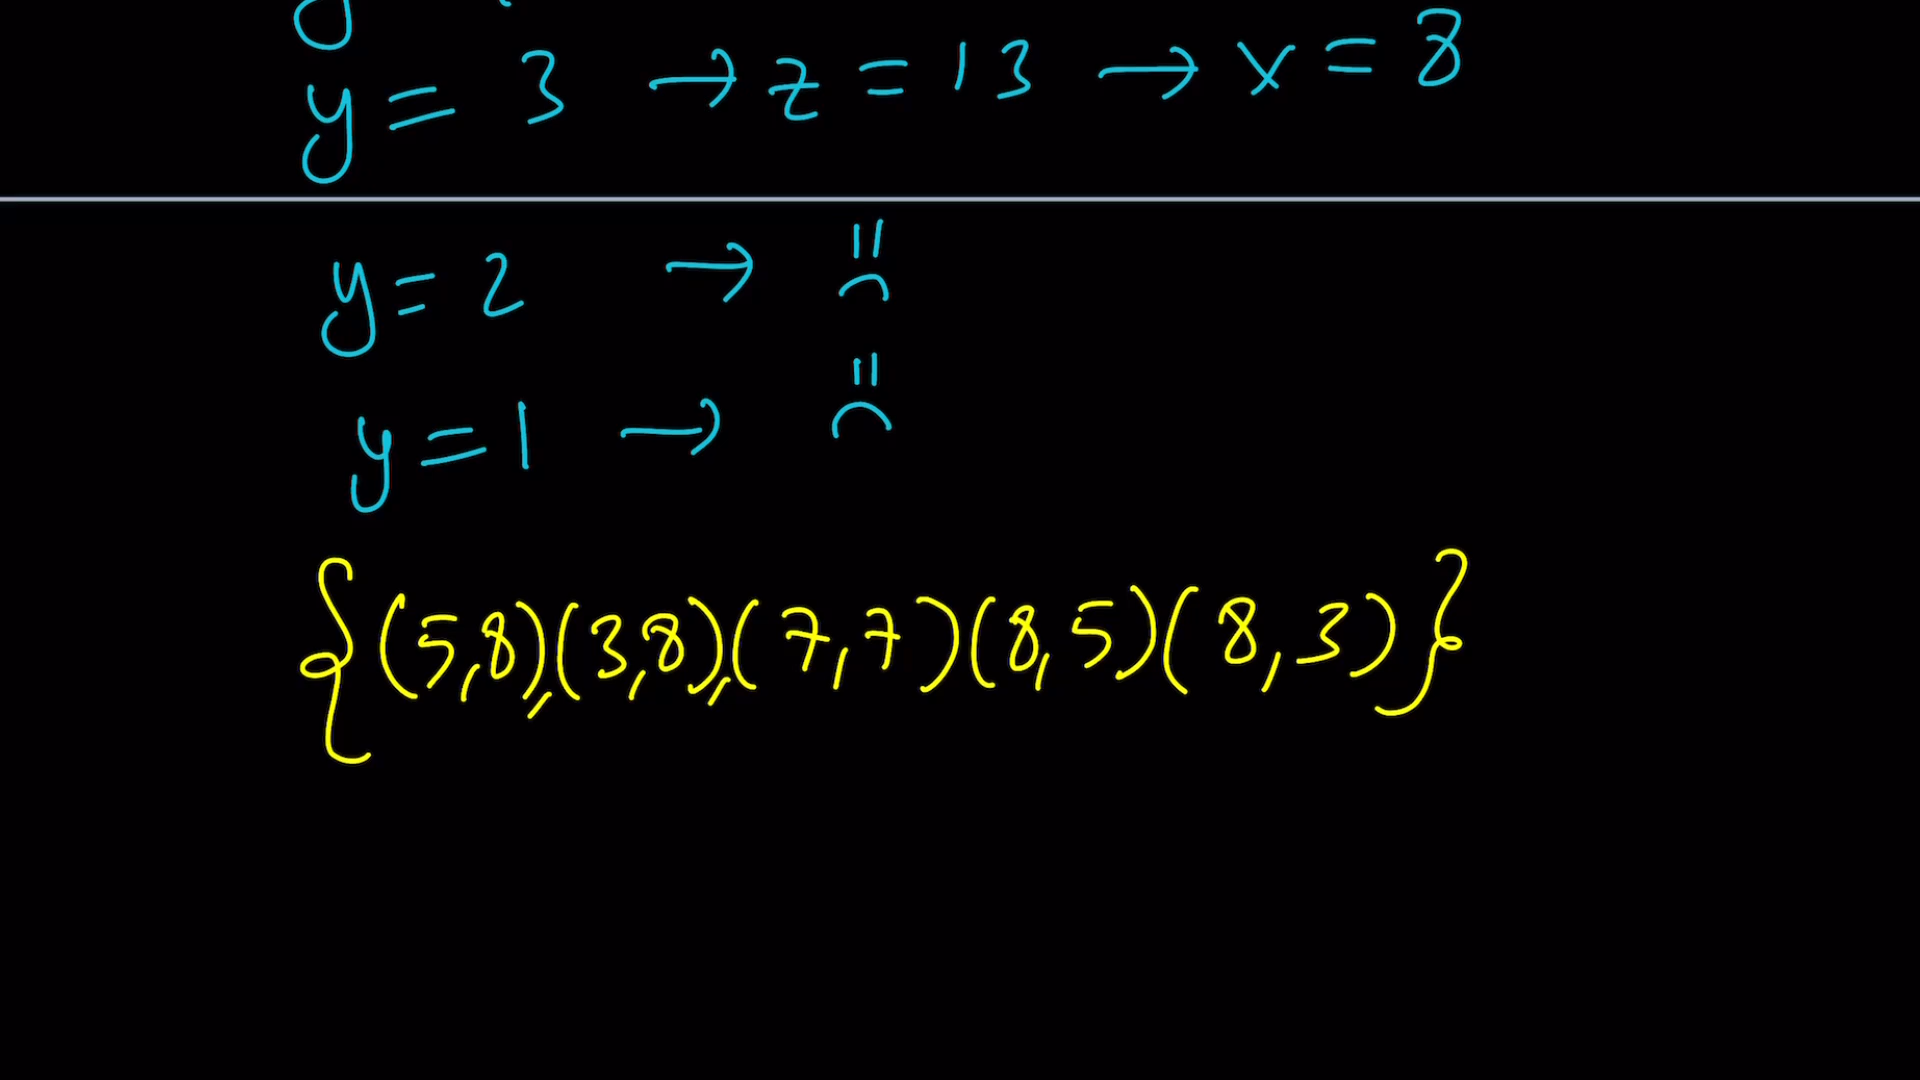 y = 3 → z = 13 → x = 8
y = 2 →
y = 1 →
{(5,8),(3,8),(7,7)(8,5)(8,3)}